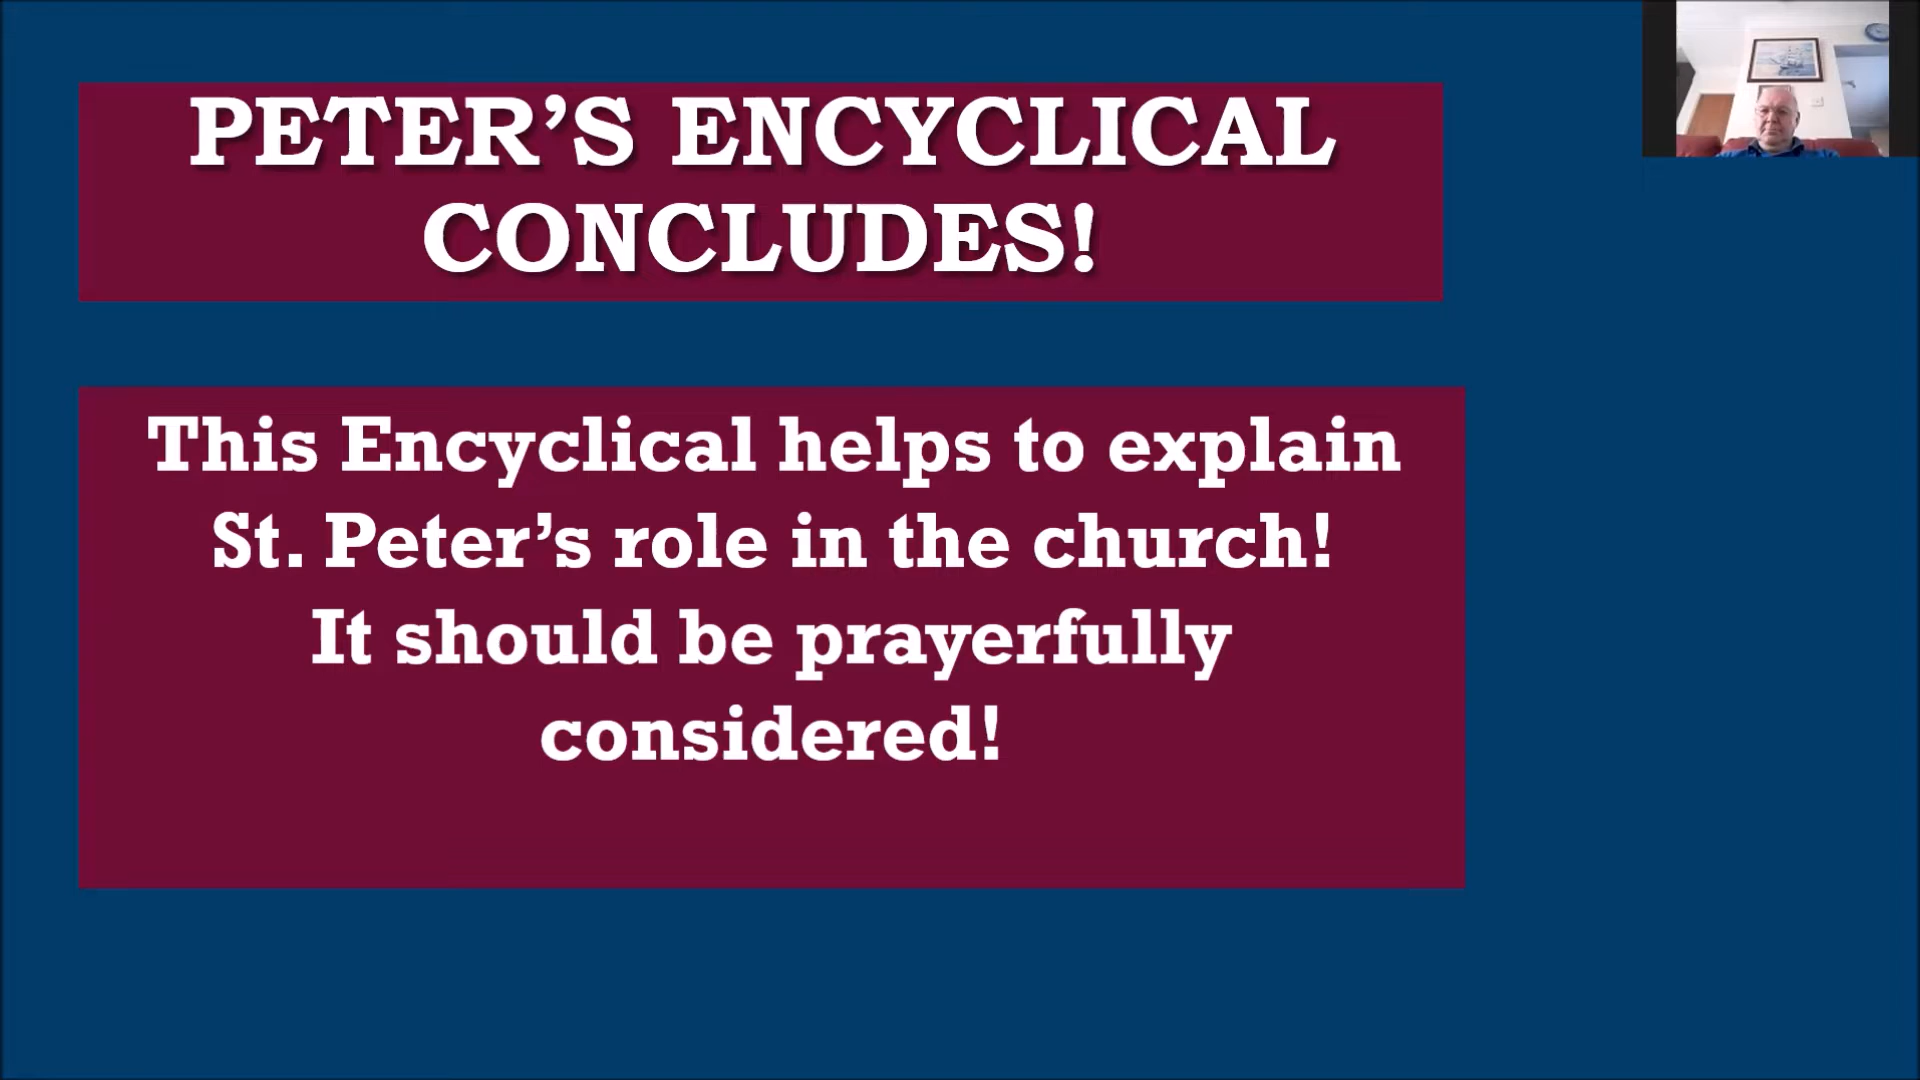 PETER’S ENCYCLICAL
CONCLUDES!
This Encyclical helps to explain
St. Peter’s role in the church!
It should be prayerfully
considered!